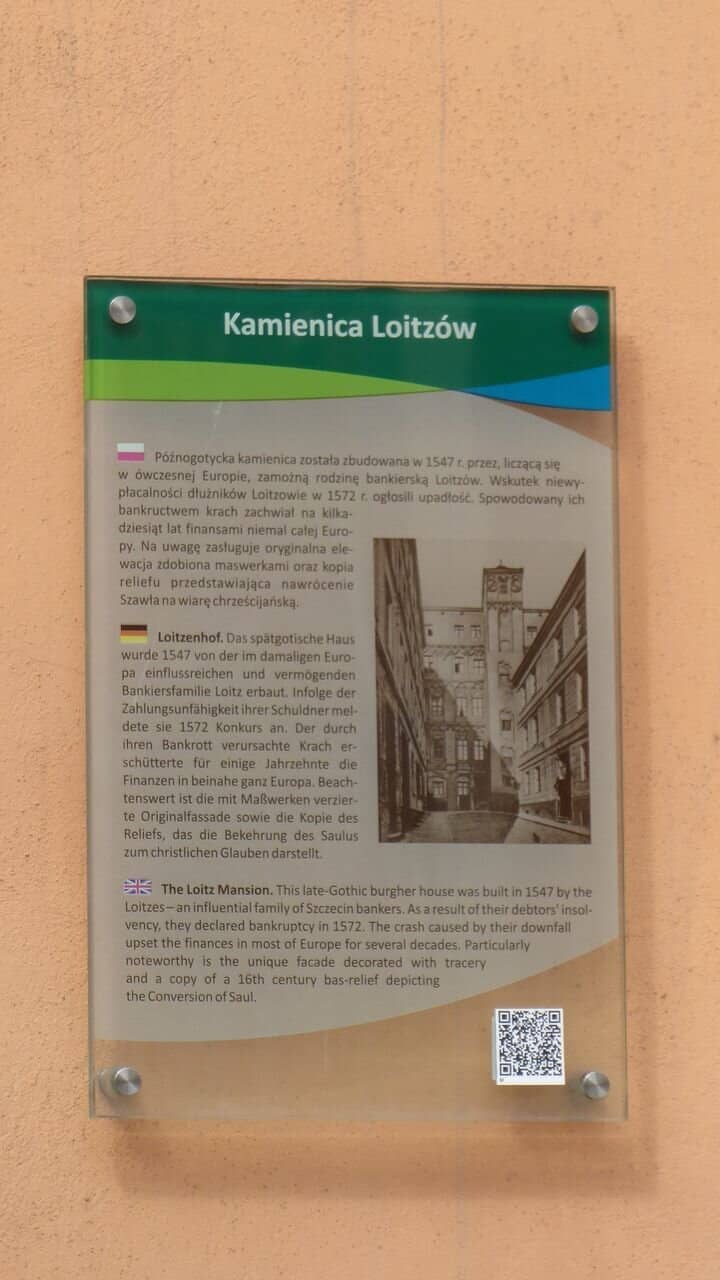 Kamienica Loitzów
Późnogotycka kamienica została zbudowana w 1547 r. przez, liczącą się
w ówczesnej Europie, zamożną rodzinę bankierską Loitzów. Wskutek niewy-
płacalności dłużników Loitzowie w 1572 r. ogłosili upadłość. Spowodowany ich
bankructwem krach zachwiał na kilka-
dziesiąt lat finansami niemal całej Euro-
py. Na uwagę zasługuje oryginalna ele-
wacja zdobiona maswerkami oraz kopia
reliefu przedstawiająca nawrócenie
Szawła na wiarę chrześcijańską.
Loitzenhof. Das spätgotische Haus
wurde 1547 von der im damaligen Euro-
pa einflussreichen und vermögenden
Bankiersfamilie Loitz erbaut. Infolge der
Zahlungsunfähigkeit ihrer Schuldner mel-
dete sie 1572 Konkurs an. Der durch
ihren Bankrott verursachte Krach er-
schütterte für einige Jahrzehnte die
Finanzen in beinahe ganz Europa. Beach-
tenswert ist die mit Maßwerken verzier-
te Originalfassade sowie die Kopie des
Reliefs, das die Bekehrung des Saulus
zum christlichen Glauben darstellt.
The Loitz Mansion. This late-Gothic burgher house was built in 1547 by the
Loitzes – an influential family of Szczecin bankers. As a result of their debtors' insol-
vency, they declared bankruptcy in 1572. The crash caused by their downfall
upset the finances in most of Europe for several decades. Particularly
noteworthy is the unique facade decorated with tracery
and a copy of a 16th century bas-relief depicting
the Conversion of Saul.